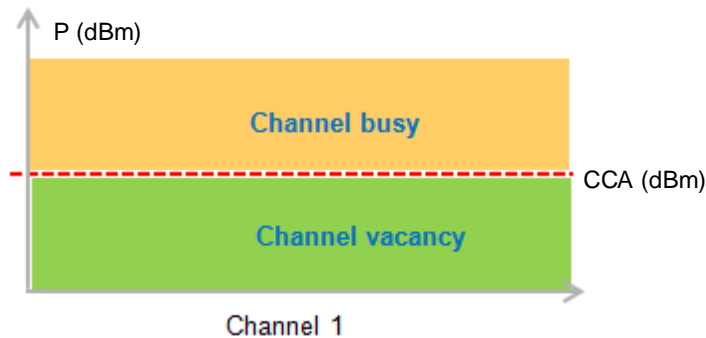 P (dBm)
Channel busy
CCA (dBm)
Channel vacancy
Channel 1